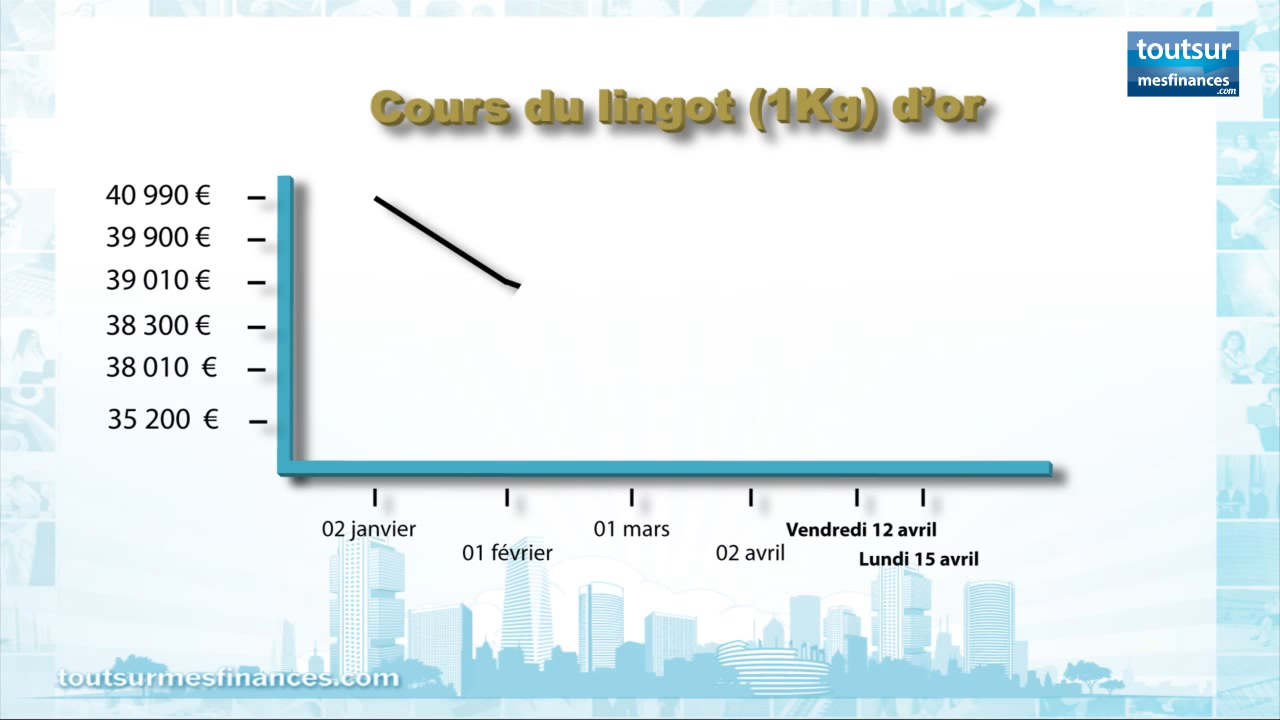 toutsur
mesfinances
.com
Cours du lingot (1Kg) d'or
40 990 €
39 900 €
39 010 €
38 300 €
38 010 €
35 200 €
02 janvier
01 février
01 mars
02 avril
Vendredi 12 avril
Lundi 15 avril
toutsurmesfinances.com